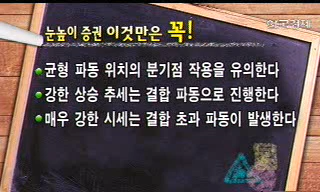 눈높이 증권 이것만은 꼭!
균형 파동 위치의 분기점 작용을 유의한다
강한 상승 추세는 결합 파동으로 진행한다
매우 강한 시세는 결합 초과 파동이 발생한다